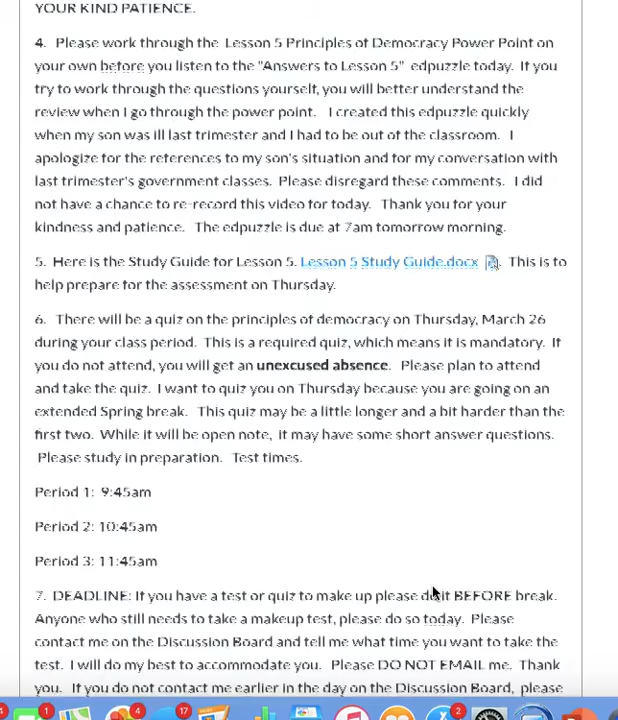 YOUR KIND PATIENCE.
4. Please work through the Lesson 5 Principles of Democracy Power Point on
your own before you listen to the "Answers to Lesson 5" edpuzzle today. If you
try to work through the questions yourself, you will better understand the
review when I go through the power point. I created this edpuzzle quickly
when my son was ill last trimester and I had to be out of the classroom. I
apologize for the references to my son's situation and for my conversation with
last trimester's government classes. Please disregard these comments. I did
not have a chance to re-record this video for today. Thank you for your
kindness and patience. The edpuzzle is due at 7am tomorrow morning.
5. Here is the Study Guide for Lesson 5. Lesson 5 Study Guide.docx . This is to
help prepare for the assessment on Thursday.
6. There will be a quiz on the principles of democracy on Thursday, March 26
during your class period. This is a required quiz, which means it is mandatory. If
you do not attend, you will get an unexcused absence. Please plan to attend
and take the quiz. I want to quiz you on Thursday because you are going on an
extended Spring break. This quiz may be a little longer and a bit harder than the
first two. While it will be open note, it may have some short answer questions.
Please study in preparation. Test times.
Period 1: 9:45am
Period 2: 10:45am
Period 3: 11:45am
7. DEADLINE: If you have a test or quiz to make up please do it BEFORE break.
Anyone who still needs to take a makeup test, please do so today. Please
contact me on the Discussion Board and tell me what time you want to take the
test. I will do my best to accommodate you. Please DO NOT EMAIL me. Thank
you. If you do not contact me earlier in the day on the Discussion Board, please
1 4 17 2